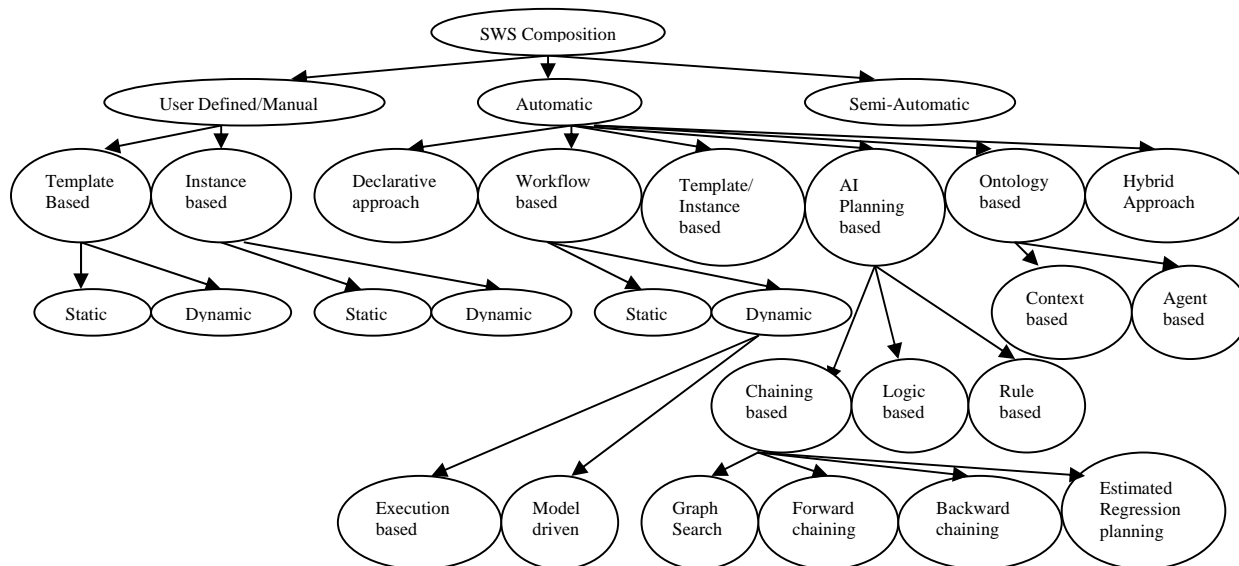 SWS Composition
User Defined/Manual
Automatic
Semi-Automatic
Template
Based
Instance
based
Declarative
approach
Workflow
based
Template/
Instance
based
AI
Planning
based
Ontology
based
Hybrid
Approach
Static
Dynamic
Static
Dynamic
Static
Dynamic
Context
based
Agent
based
Chaining
based
Logic
based
Rule
based
Execution
based
Model
driven
Graph
Search
Forward
chaining
Backward
chaining
Estimated
Regression
planning